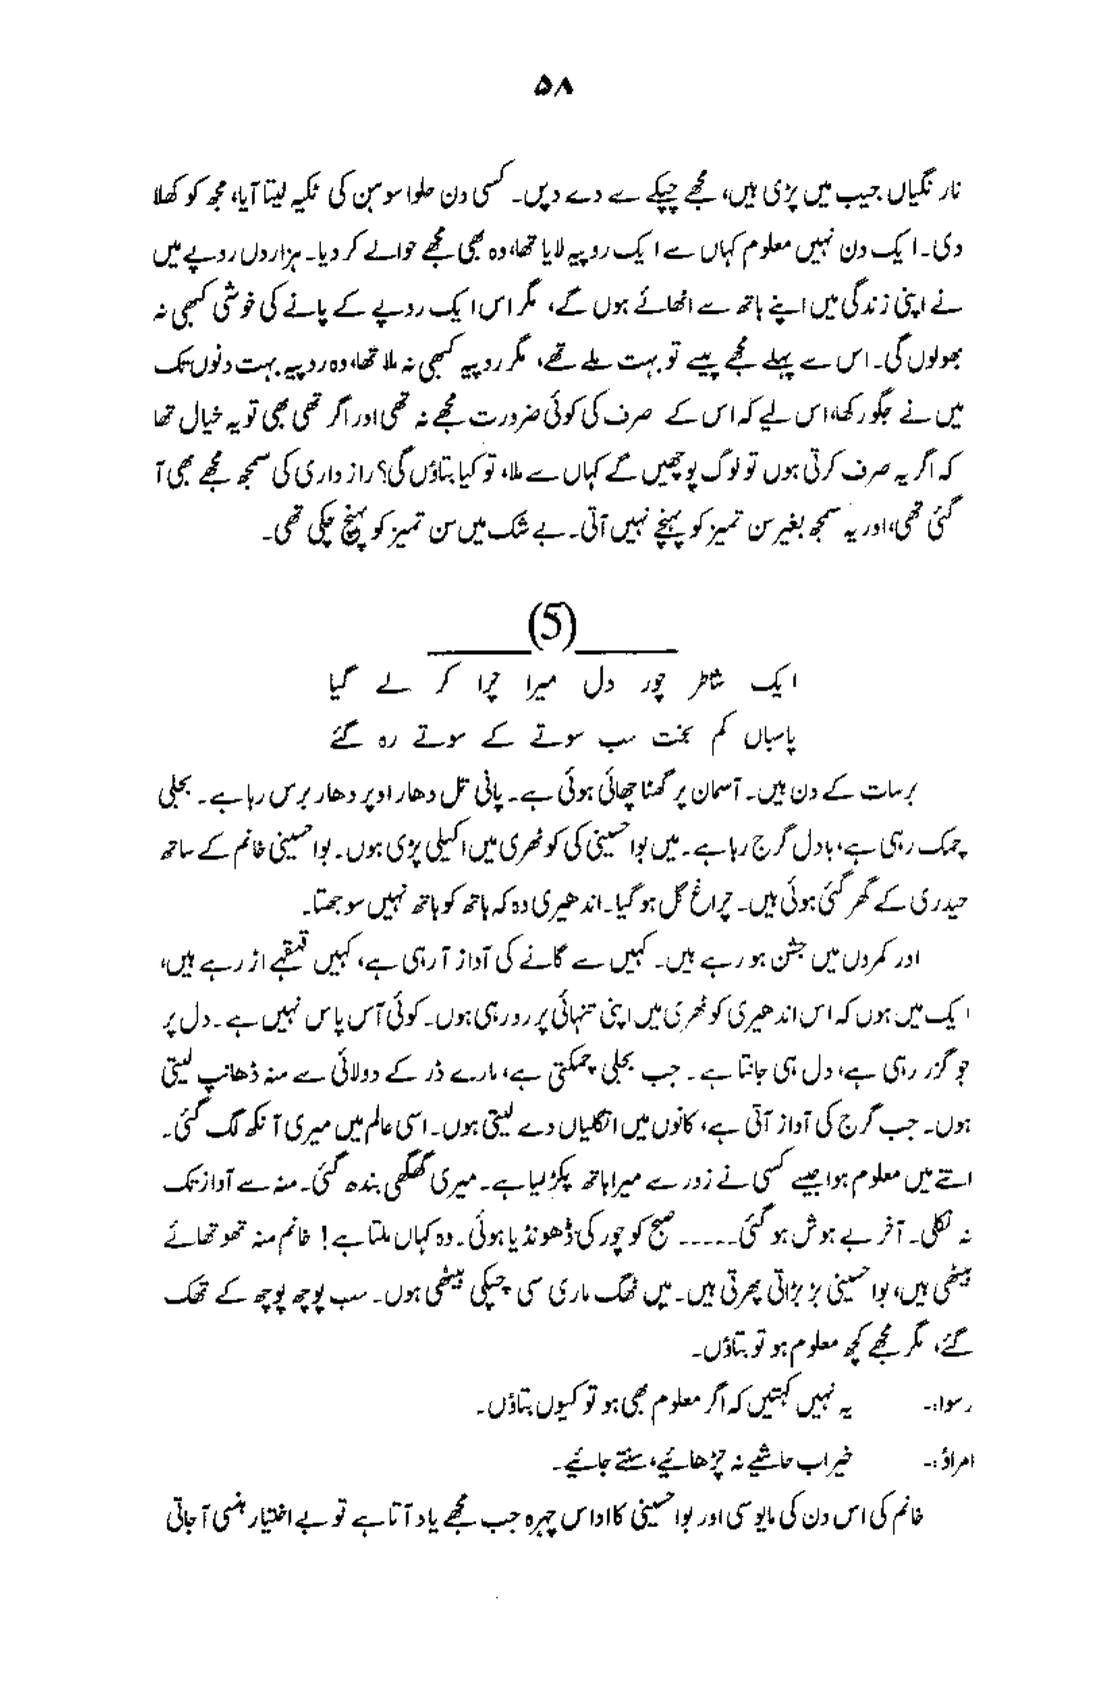 ۵۸
نارنگیاں جیب میں پڑی ہیں، مجھے چپکے سے دے دیں۔ کسی دن حلوا سوہن کی ٹکیہ لیتا آیا، مجھ کو کھلا
دی۔ ایک دن نہیں معلوم کہاں سے ایک روپیہ لایا تھا، وہ بھی مجھے حوالے کر دیا۔ ہزاروں روپے میں
نے اپنی زندگی میں اپنے ہاتھ سے اٹھائے ہوں گے، مگر اس ایک روپے کے پانے کی خوشی کبھی نہ
بھولوں گی۔ اس سے پہلے مجھے پیسے تو بہت ملے تھے، مگر روپیہ کبھی نہ ملا تھا، وہ روپیہ بہت دنوں تک
میں نے جگو رکھا، اس لیے کہ اس کے صرف کی کوئی ضرورت مجھے نہ تھی اور اگر تھی بھی تو یہ خیال تھا
کہ اگر یہ صرف کرتی ہوں تو لوگ پوچھیں گے کہاں سے ملا، تو کیا بتاؤں گی؟ راز داری کی سمجھ مجھے بھی آ
گئی تھی، اور یہ سمجھ بغیر سن تمیز کو پہنچے نہیں آتی۔ بے شک میں سن تمیز کو پہنچ چکی تھی۔
(5)
ایک شاطر چور دل میرا چرا کر لے گیا
پاسباں کم بخت سب سوتے کے سوتے رہ گئے
برسات کے دن ہیں۔ آسمان پر گھٹا چھائی ہوئی ہے۔ پانی تل دھار اوپر دھار برس رہا ہے۔ بجلی
چمک رہی ہے، بادل گرج رہا ہے۔ میں بوا حسینی کی کوٹھری میں اکیلی پڑی ہوں۔ بوا حسینی خانم کے ساتھ
حیدری کے گھر گئی ہوئی ہیں۔ چراغ گل ہو گیا۔ اندھیری وہ کہ ہاتھ کو ہاتھ نہیں سوجھتا۔
اور کمروں میں جشن ہو رہے ہیں۔ کہیں سے گانے کی آواز آ رہی ہے، کہیں قہقہے اڑ رہے ہیں،
ایک میں ہوں کہ اس اندھیری کوٹھری میں اپنی تنہائی پر رو رہی ہوں۔ کوئی آس پاس نہیں ہے۔ دل پر
جو گزر رہی ہے، دل ہی جانتا ہے۔ جب بجلی چمکتی ہے، مارے ڈر کے دولائی سے منہ ڈھانپ لیتی
ہوں۔ جب گرج کی آواز آتی ہے، کانوں میں انگلیاں دے لیتی ہوں۔ اسی عالم میں میری آنکھ لگ گئی۔
اتنے میں معلوم ہوا جیسے کسی نے زور سے میرا ہاتھ پکڑ لیا ہے۔ میری گھگھی بندھ گئی۔ منہ سے آواز تک
نہ نکلی۔ آخر بے ہوش ہو گئی۔۔۔۔۔ صبح کو چور کی ڈھونڈیا ہوئی۔ وہ کہاں ملتا ہے! خانم منہ تھوتھائے
بیٹھی ہیں، بوا حسینی بڑبڑاتی پھرتی ہیں۔ میں ٹھگ ماری سی چپکی بیٹھی ہوں۔ سب پوچھ پوچھ کے تھک
گئے، مگر مجھے کچھ معلوم ہو تو بتاؤں۔
رسوا:۔ یہ نہیں کہتیں کہ اگر معلوم بھی ہو تو کیوں بتاؤں۔
امراؤ:۔ خیر اب حاشیے نہ چڑھائیے، سنتے جائیے۔
خانم کی اس دن کی مایوسی اور بوا حسینی کا اداس چہرہ جب مجھے یاد آتا ہے تو بے اختیار ہنسی آ جاتی